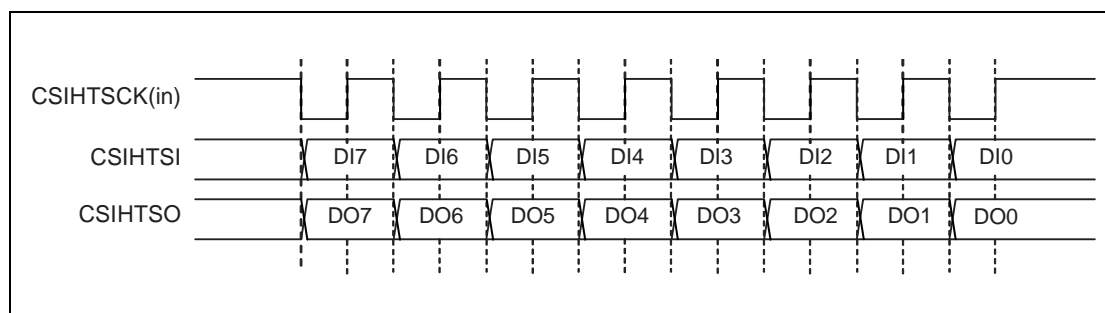 CSIHTSCK(in)
CSIHTSI DI7 DI6 DI5 DI4 DI3 DI2 DI1 DI0
CSIHTSO DO7 DO6 DO5 DO4 DO3 DO2 DO1 DO0